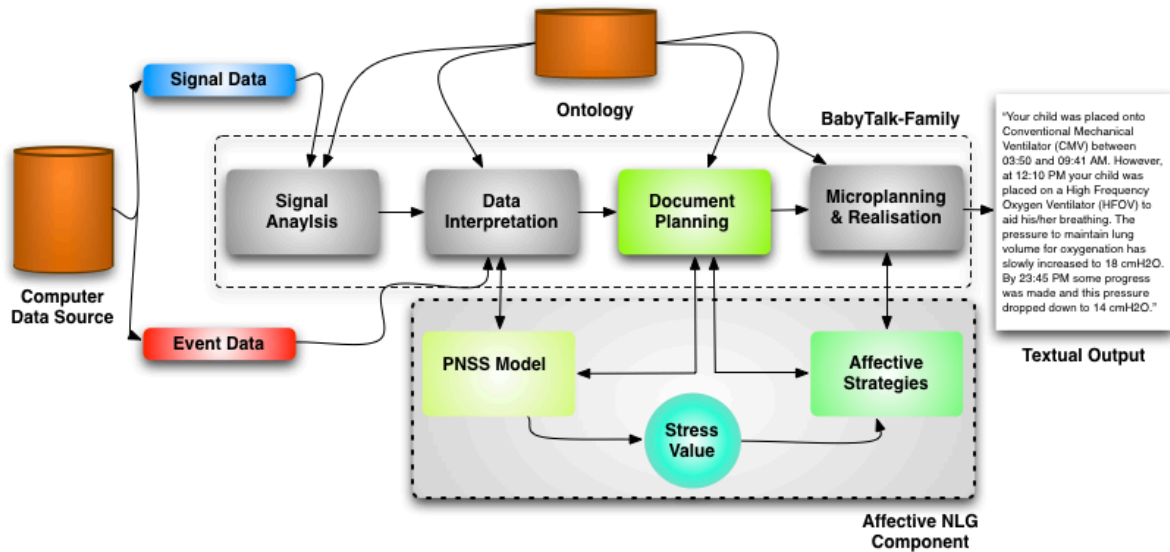 Signal Data
Ontology
BabyTalk-Family
Signal
Anaylsis
Data
Interpretation
Document
Planning
Microplanning
& Realisation
"Your child was placed onto
Conventional Mechanical
Ventilator (CMV) between
03:50 and 09:41 AM. However,
at 12:10 PM your child was
placed on a High Frequency
Oxygen Ventilator (HFOV) to
aid his/her breathing. The
pressure to maintain lung
volume for oxygenation has
slowly increased to 18 cmH2O.
By 23:45 PM some progress
was made and this pressure
dropped down to 14 cmH2O."
Textual Output
Computer
Data Source
Event Data
PNSS Model
Stress
Value
Affective
Strategies
Affective NLG
Component